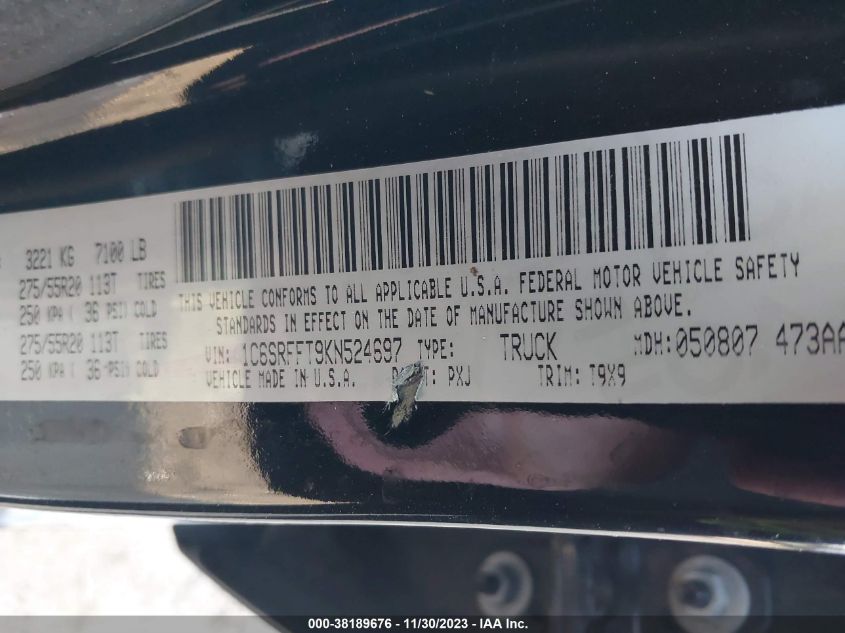 3221 KG 7100 LB
275/55R20 113T TIRES
250 KPA ( 36 PSI) COLD
275/55R20 113T TIRES
250 KPA ( 36 PSI) COLD
THIS VEHICLE CONFORMS TO ALL APPLICABLE U.S.A. FEDERAL MOTOR VEHICLE SAFETY
STANDARDS IN EFFECT ON THE DATE OF MANUFACTURE SHOWN ABOVE.
VIN: 1C6SRFFT9KN524697 TYPE: TRUCK MDH: 050807 473AA
VEHICLE MADE IN U.S.A. : PXJ TRIM: T9X9
000-38189676 - 11/30/2023 - © 2023 IAA, Inc.